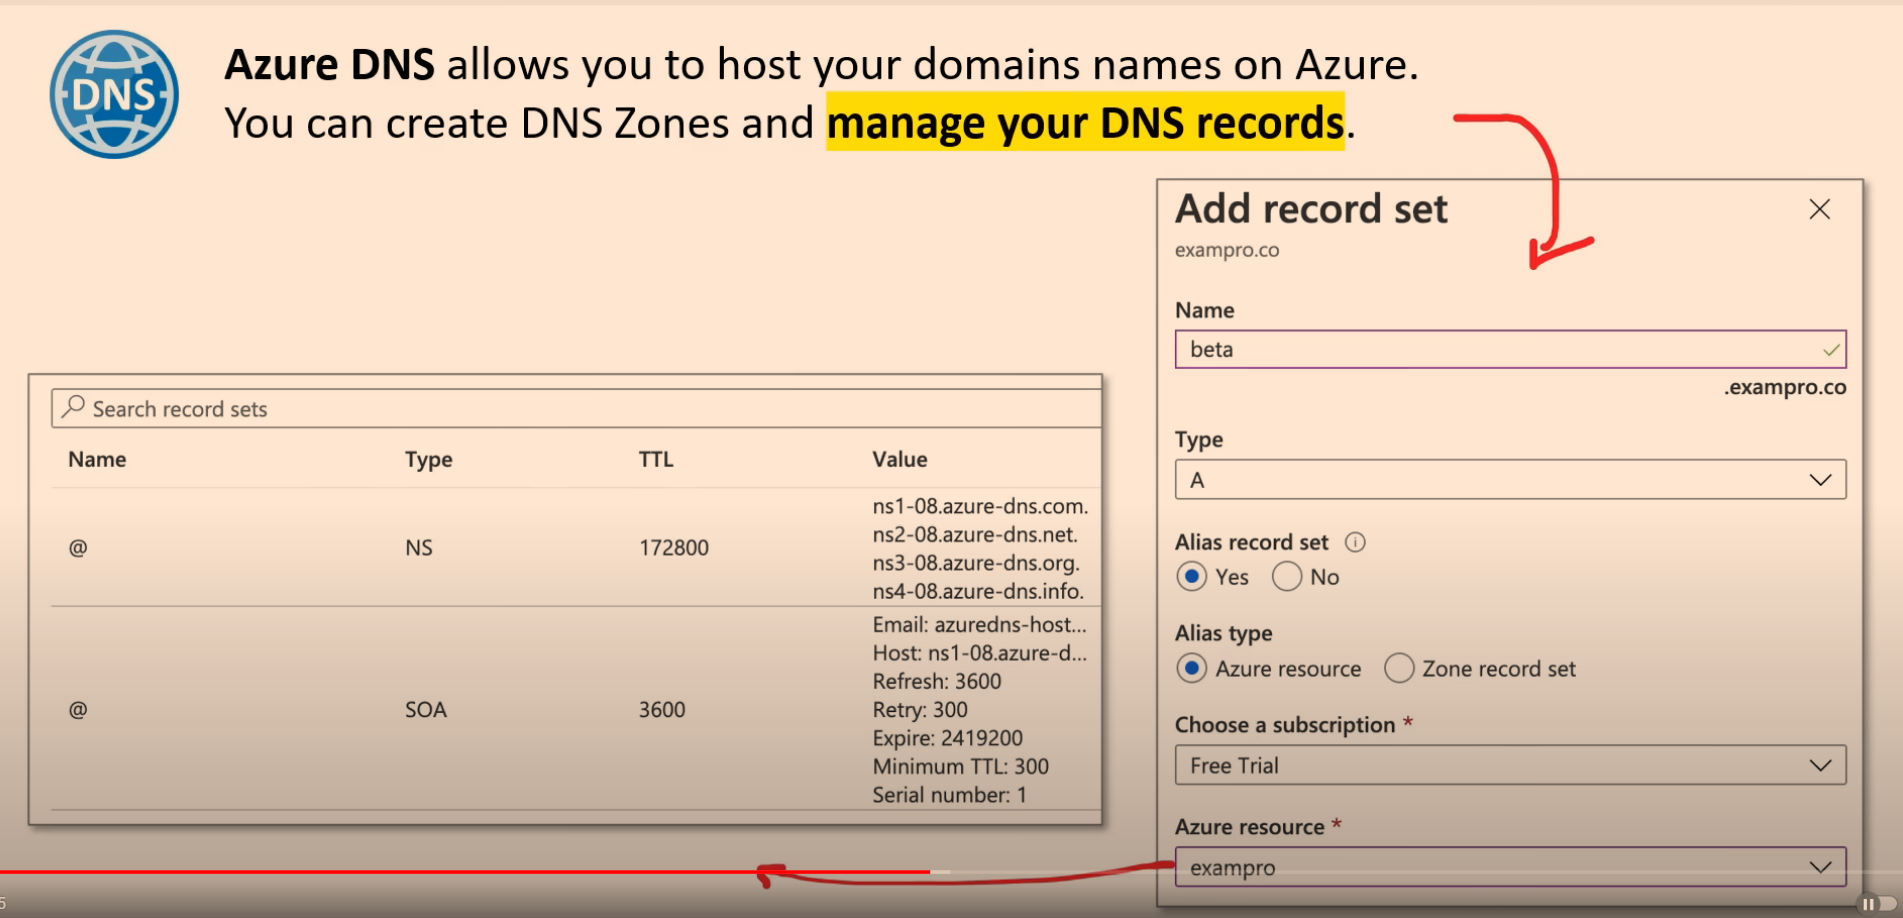 DNS
Azure DNS allows you to host your domains names on Azure.
You can create DNS Zones and manage your DNS records.
Search record sets
Name Type TTL Value
@ NS 172800
ns1-08.azure-dns.com.
ns2-08.azure-dns.net.
ns3-08.azure-dns.org.
ns4-08.azure-dns.info.
@ SOA 3600
Email: azuredns-host...
Host: ns1-08.azure-d...
Refresh: 3600
Retry: 300
Expire: 2419200
Minimum TTL: 300
Serial number: 1
Add record set
exampro.co
Name
beta
.exampro.co
Type
A
Alias record set
Yes No
Alias type
Azure resource Zone record set
Choose a subscription *
Free Trial
Azure resource *
exampro